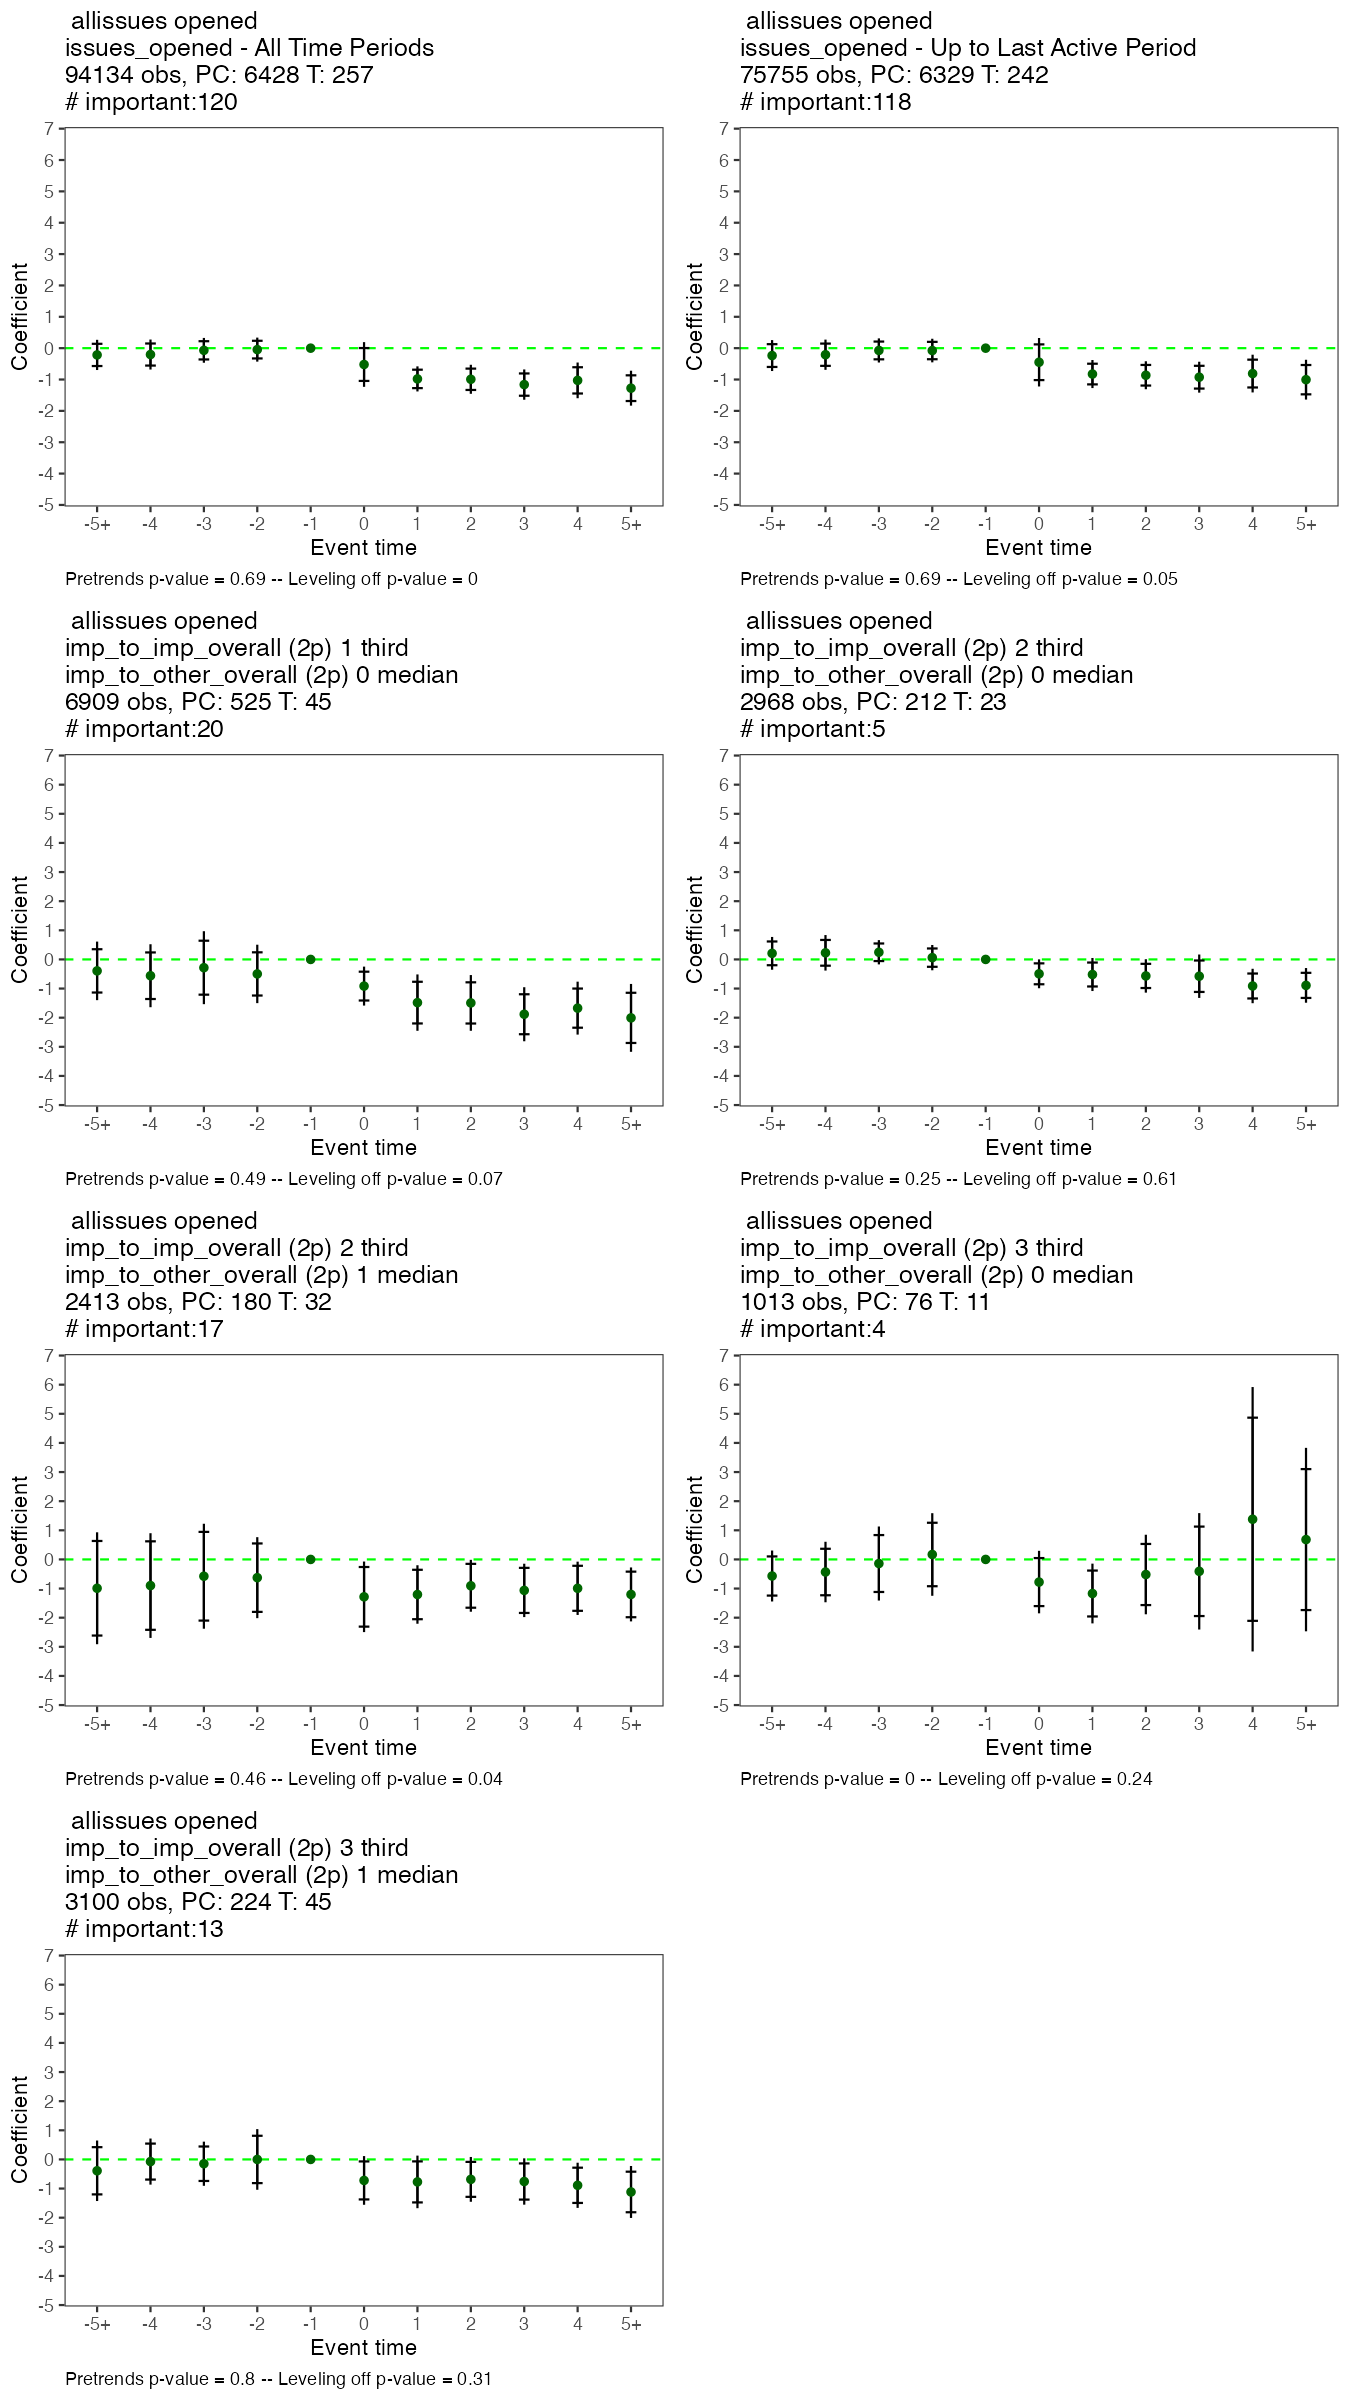 allissues opened
issues_opened - All Time Periods
94134 obs, PC: 6428 T: 257
# important:120
7
6
5
4
3
2
1
0
-1
-2
-3
-4
-5
Coefficient
-5+ -4 -3 -2 -1 0 1 2 3 4 5+
Event time
Pretrends p-value = 0.69 -- Leveling off p-value = 0
allissues opened
issues_opened - Up to Last Active Period
75755 obs, PC: 6329 T: 242
# important:118
7
6
5
4
3
2
1
0
-1
-2
-3
-4
-5
Coefficient
-5+ -4 -3 -2 -1 0 1 2 3 4 5+
Event time
Pretrends p-value = 0.69 -- Leveling off p-value = 0.05
allissues opened
imp_to_imp_overall (2p) 1 third
imp_to_other_overall (2p) 0 median
6909 obs, PC: 525 T: 45
# important:20
7
6
5
4
3
2
1
0
-1
-2
-3
-4
-5
Coefficient
-5+ -4 -3 -2 -1 0 1 2 3 4 5+
Event time
Pretrends p-value = 0.49 -- Leveling off p-value = 0.07
allissues opened
imp_to_imp_overall (2p) 2 third
imp_to_other_overall (2p) 0 median
2968 obs, PC: 212 T: 23
# important:5
7
6
5
4
3
2
1
0
-1
-2
-3
-4
-5
Coefficient
-5+ -4 -3 -2 -1 0 1 2 3 4 5+
Event time
Pretrends p-value = 0.25 -- Leveling off p-value = 0.61
allissues opened
imp_to_imp_overall (2p) 2 third
imp_to_other_overall (2p) 1 median
2413 obs, PC: 180 T: 32
# important:17
7
6
5
4
3
2
1
0
-1
-2
-3
-4
-5
Coefficient
-5+ -4 -3 -2 -1 0 1 2 3 4 5+
Event time
Pretrends p-value = 0.46 -- Leveling off p-value = 0.04
allissues opened
imp_to_imp_overall (2p) 3 third
imp_to_other_overall (2p) 0 median
1013 obs, PC: 76 T: 11
# important:4
7
6
5
4
3
2
1
0
-1
-2
-3
-4
-5
Coefficient
-5+ -4 -3 -2 -1 0 1 2 3 4 5+
Event time
Pretrends p-value = 0 -- Leveling off p-value = 0.24
allissues opened
imp_to_imp_overall (2p) 3 third
imp_to_other_overall (2p) 1 median
3100 obs, PC: 224 T: 45
# important:13
7
6
5
4
3
2
1
0
-1
-2
-3
-4
-5
Coefficient
-5+ -4 -3 -2 -1 0 1 2 3 4 5+
Event time
Pretrends p-value = 0.8 -- Leveling off p-value = 0.31